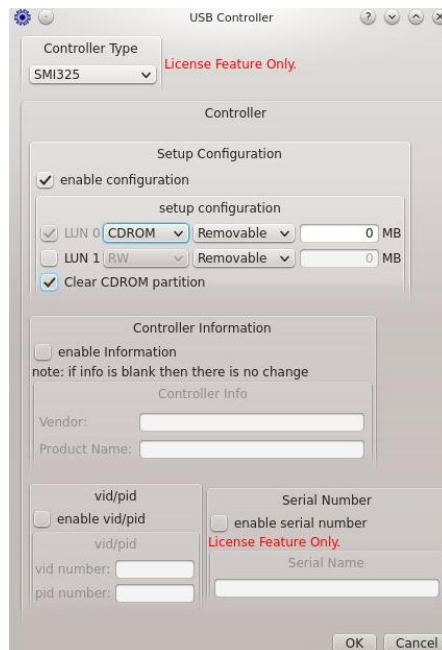 USB Controller
Controller Type
SMI325
License Feature Only.
Controller
Setup Configuration
enable configuration
setup configuration
LUN 0 CDROM Removable 0 MB
LUN 1 RW Removable 0 MB
Clear CDROM partition
Controller Information
enable Information
note: if info is blank then there is no change
Controller Info
Vendor:
Product Name:
vid/pid
enable vid/pid
vid/pid
vid number:
pid number:
Serial Number
enable serial number
License Feature Only.
Serial Name
OK Cancel